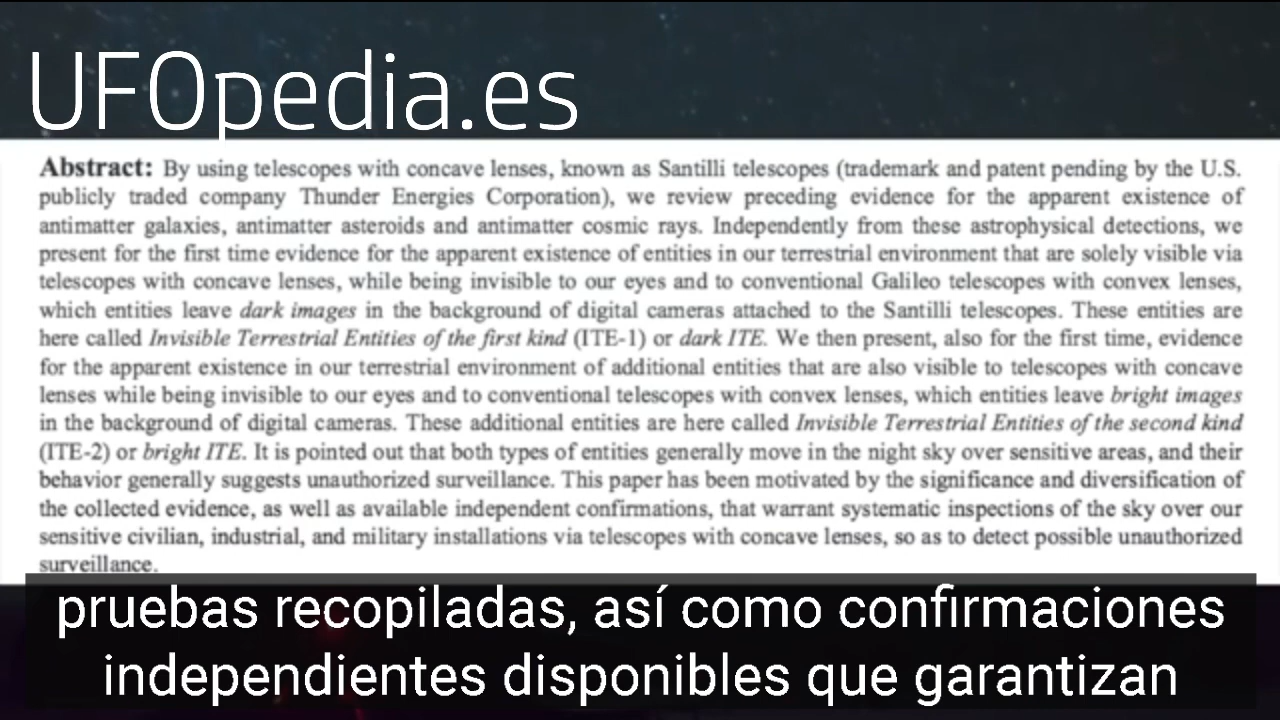 UFOpedia.es
Abstract: By using telescopes with concave lenses, known as Santilli telescopes (trademark and patent pending by the U.S.
publicly traded company Thunder Energies Corporation), we review preceding evidence for the apparent existence of
antimatter galaxies, antimatter asteroids and antimatter cosmic rays. Independently from these astrophysical detections, we
present for the first time evidence for the apparent existence of entities in our terrestrial environment that are solely visible via
telescopes with concave lenses, while being invisible to our eyes and to conventional Galileo telescopes with convex lenses,
which entities leave dark images in the background of digital cameras attached to the Santilli telescopes. These entities are
here called Invisible Terrestrial Entities of the first kind (ITE-1) or dark ITE. We then present, also for the first time, evidence
for the apparent existence in our terrestrial environment of additional entities that are also visible to telescopes with concave
lenses while being invisible to our eyes and to conventional telescopes with convex lenses, which entities leave bright images
in the background of digital cameras. These additional entities are here called Invisible Terrestrial Entities of the second kind
(ITE-2) or bright ITE. It is pointed out that both types of entities generally move in the night sky over sensitive areas, and their
behavior generally suggests unauthorized surveillance. This paper has been motivated by the significance and diversification of
the collected evidence, as well as available independent confirmations, that warrant systematic inspections of the sky over our
sensitive civilian, industrial, and military installations via telescopes with concave lenses, so as to detect possible unauthorized
surveillance.
pruebas recopiladas, así como confirmaciones
independientes disponibles que garantizan